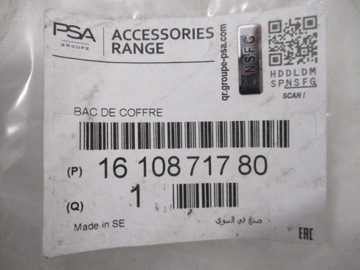 PSA
GROUPE
ACCESSORIES
RANGE
qr.groupe-psa.com
NSFG
HDDLDM
SPNSFG
SCAN!
BAC DE COFFRE
(P) 16 108 717 80
(Q) 1
Made in SE
صنع في السويد
EAC